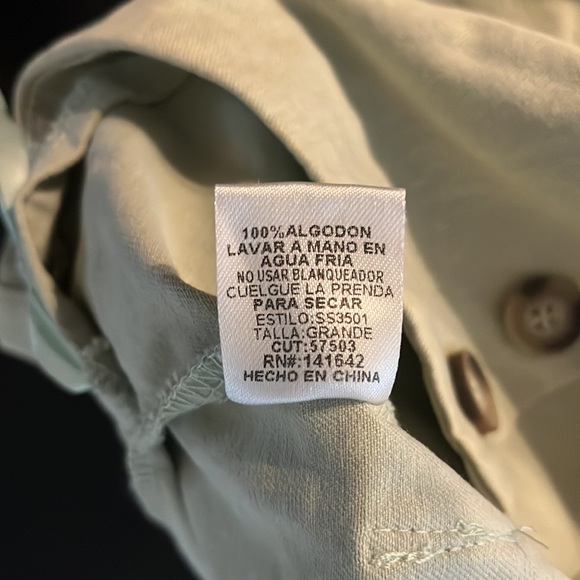 100%ALGODON
LAVAR A MANO EN
AGUA FRIA
NO USAR BLANQUEADOR
CUELGUE LA PRENDA
PARA SECAR
ESTILO:SS3501
TALLA:GRANDE
CUT:57503
RN#:141642
HECHO EN CHINA